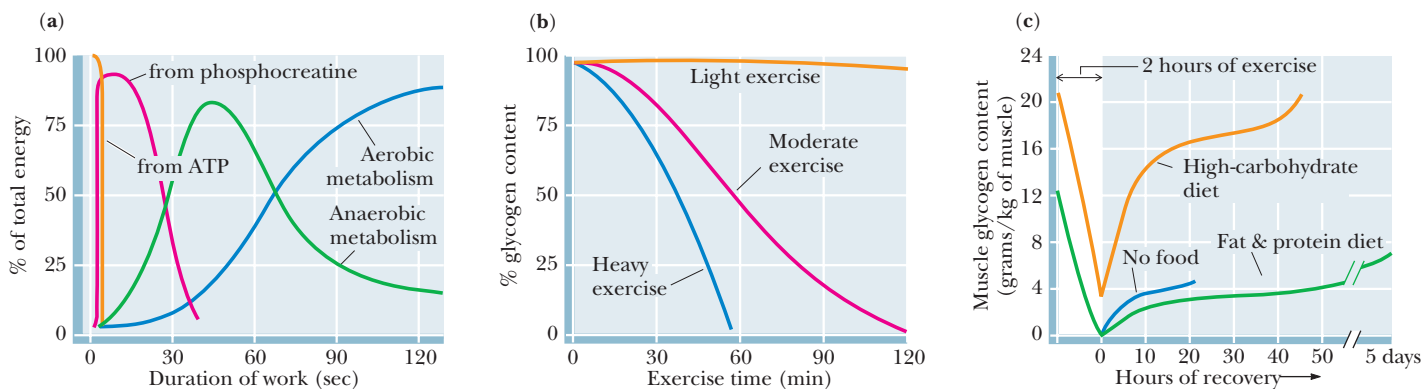 (a)
% of total energy
100
75
50
25
0
from phosphocreatine
from ATP
Aerobic
metabolism
Anaerobic
metabolism
0 30 60 90 120
Duration of work (sec)
(b)
% glycogen content
100
75
50
25
0
Light exercise
Moderate
exercise
Heavy
exercise
0 30 60 90 120
Exercise time (min)
(c)
Muscle glycogen content
(grams/kg of muscle)
24
20
16
12
8
4
0
2 hours of exercise
High-carbohydrate
diet
No food
Fat & protein diet
0 10 20 30 40 50 5 days
Hours of recovery